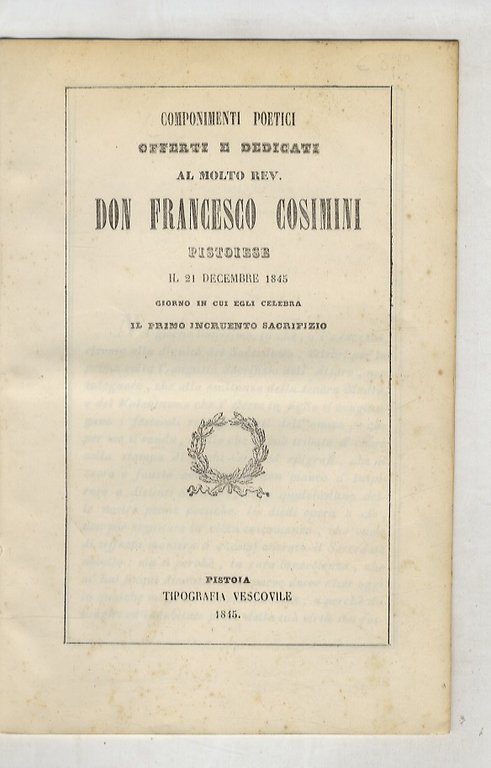 COMPONIMENTI POETICI
OFFERTI E DEDICATI
AL MOLTO REV.
DON FRANCESCO COSIMINI
PISTOIESE
IL 21 DECEMBRE 1845
GIORNO IN CUI EGLI CELEBRA
IL PRIMO INCRUENTO SACRIFIZIO
PISTOIA
TIPOGRAFIA VESCOVILE
1845.